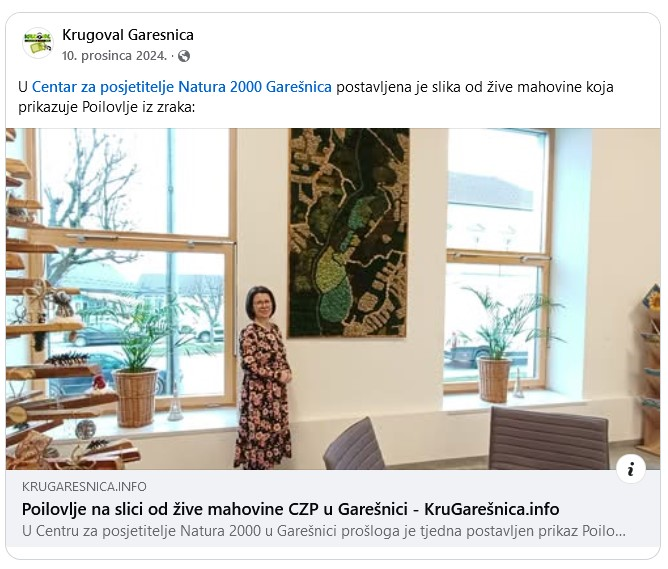 Krugoval Garesnica
10. prosinca 2024. ·
U Centar za posjetitelje Natura 2000 Garešnica postavljena je slika od žive mahovine koja
prikazuje Poilovlje iz zraka:
KRUGARESNICA.INFO
Poilovlje na slici od žive mahovine CZP u Garešnici - KruGarešnica.info
U Centru za posjetitelje Natura 2000 u Garešnici prošloga je tjedna postavljen prikaz Poilo...